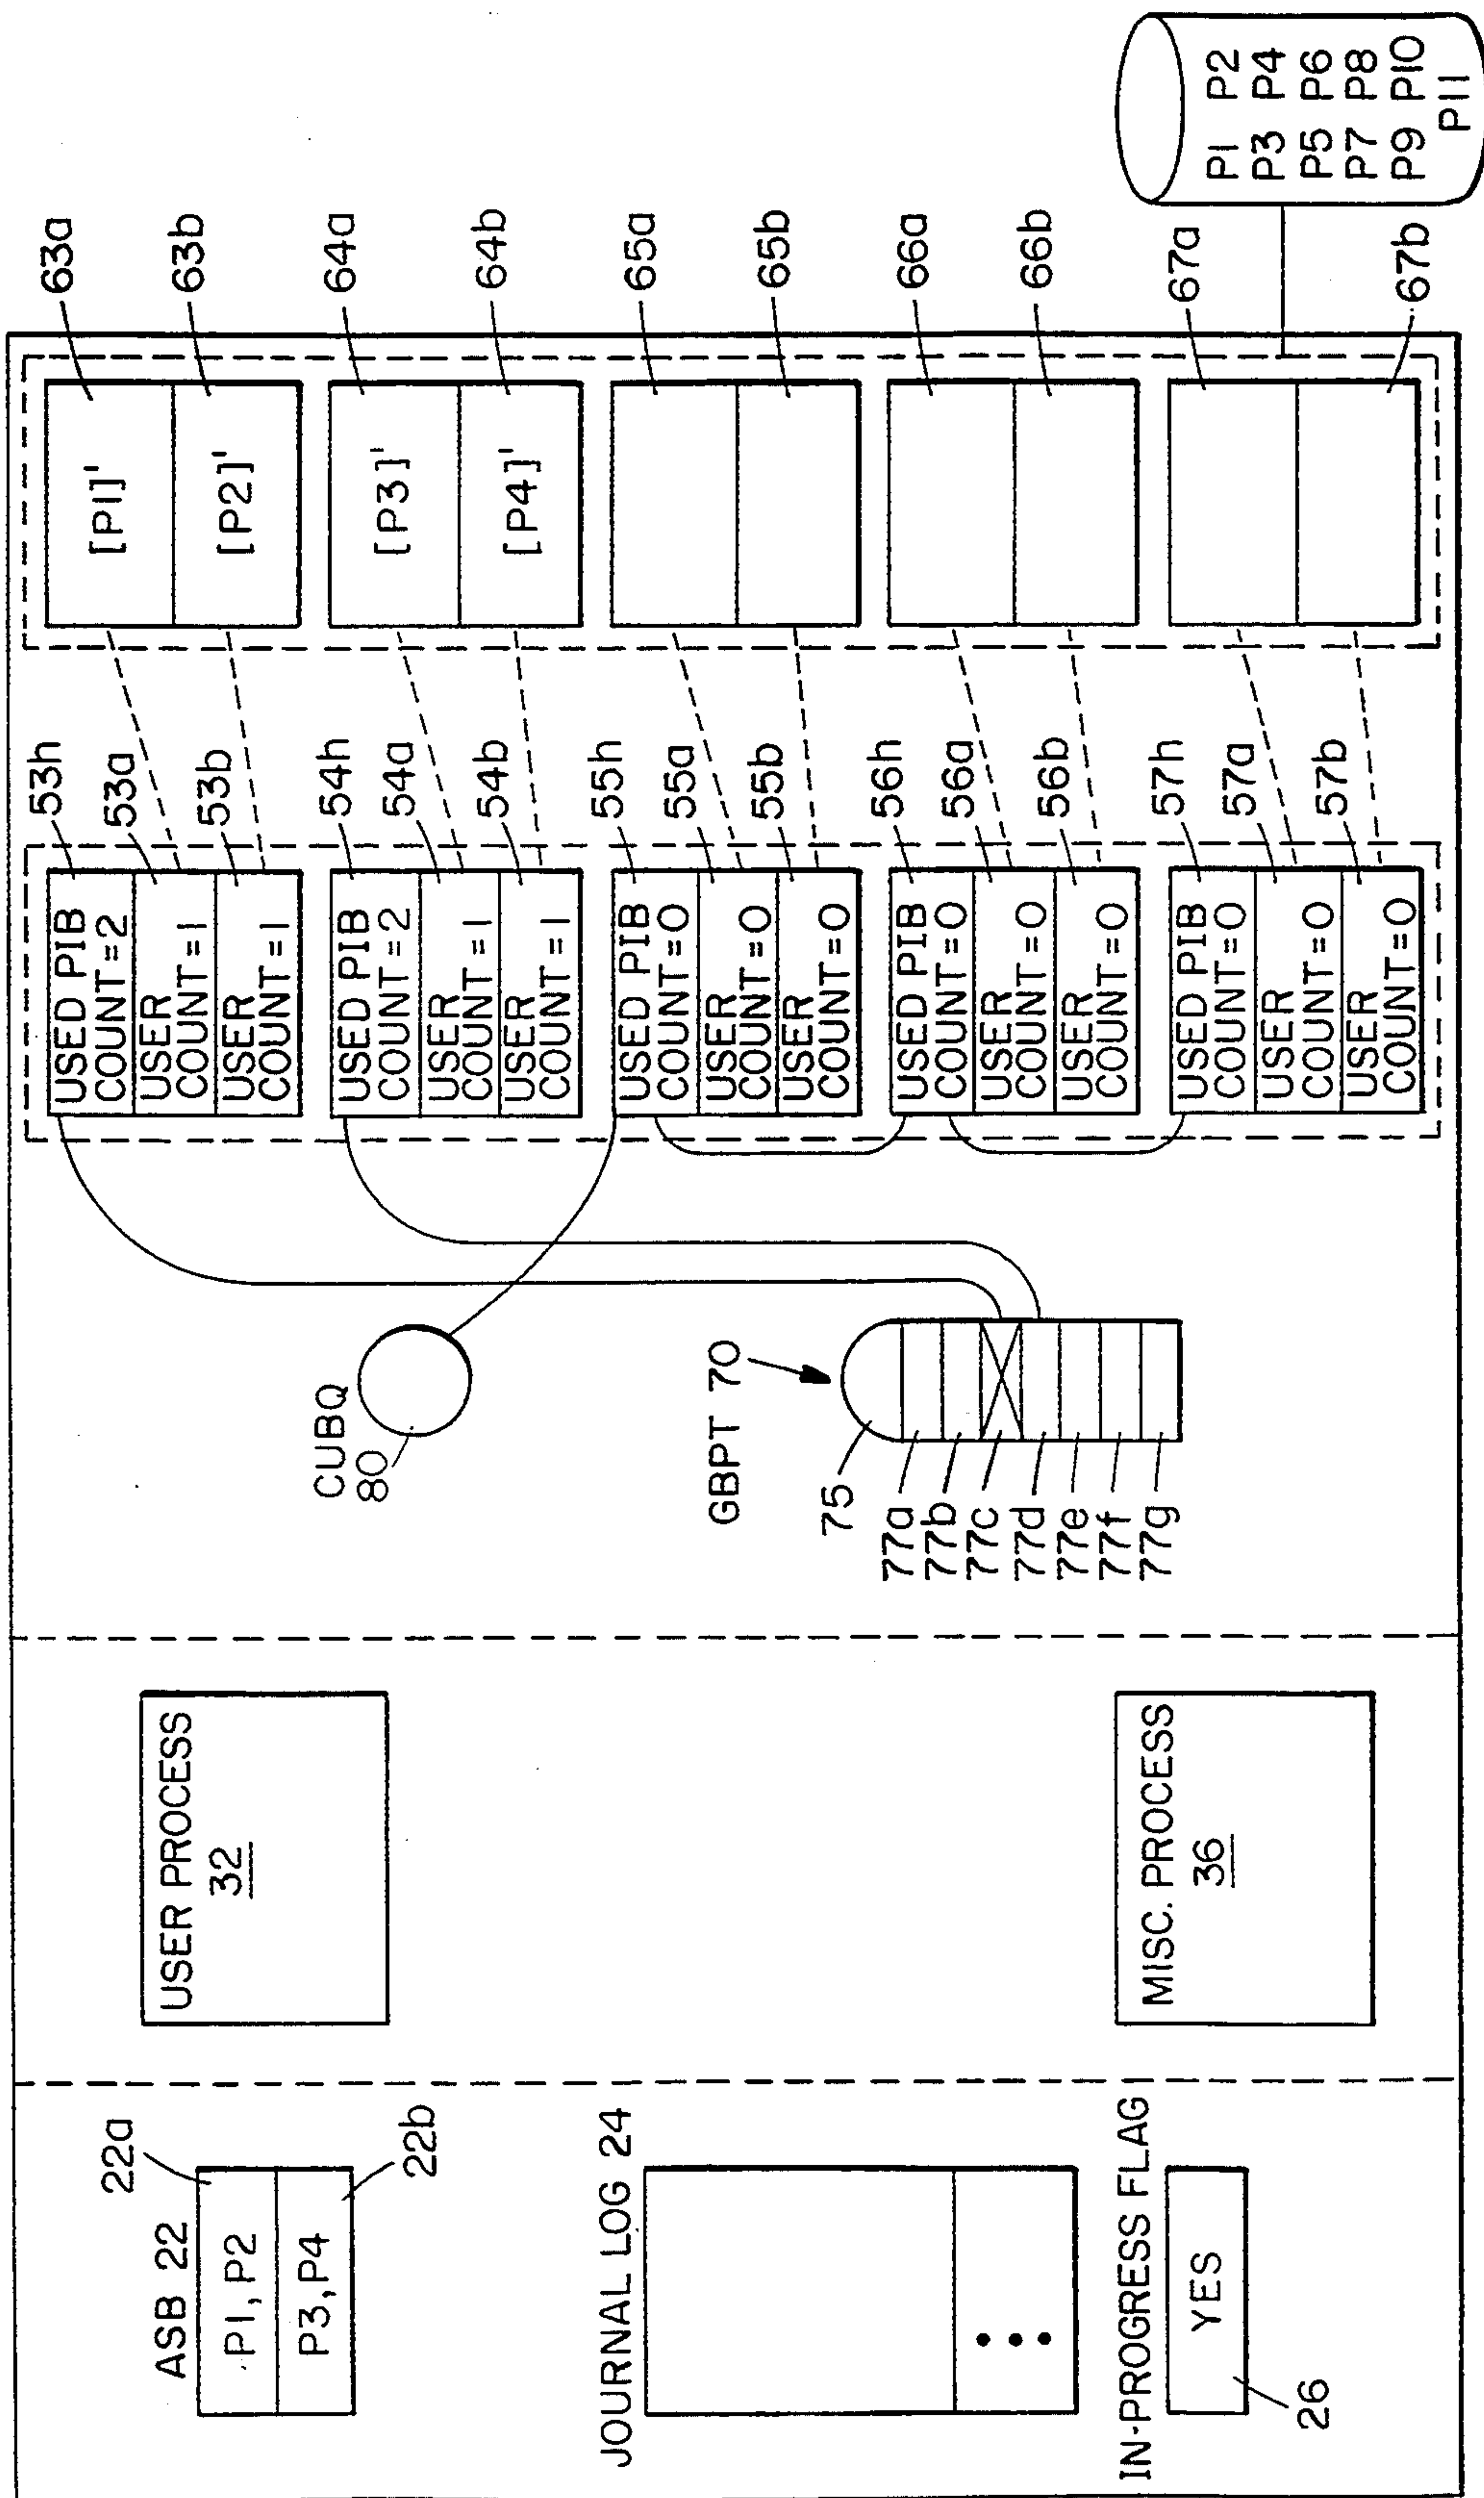 ASB 22
22a
P1, P2
P3, P4
22b
JOURNAL LOG 24
IN-PROGRESS FLAG
YES
26
USER PROCESS
32
MISC. PROCESS
36
CUBQ
80
GBPT 70
75
77a
77b
77c
77d
77e
77f
77g
53h
USED PIB
COUNT=2
53a
USER
COUNT=1
53b
USER
COUNT=1
54h
USED PIB
COUNT=2
54a
USER
COUNT=1
54b
USER
COUNT=1
55h
USED PIB
COUNT=0
55a
USER
COUNT=0
55b
USER
COUNT=0
56h
USED PIB
COUNT=0
56a
USER
COUNT=0
56b
USER
COUNT=0
57h
USED PIB
COUNT=0
57a
USER
COUNT=0
57b
USER
COUNT=0
63a
[P1]'
63b
[P2]'
64a
[P3]'
64b
[P4]'
65a
65b
66a
66b
67a
67b
P1 P2
P3 P4
P5 P6
P7 P8
P9 P10
P11